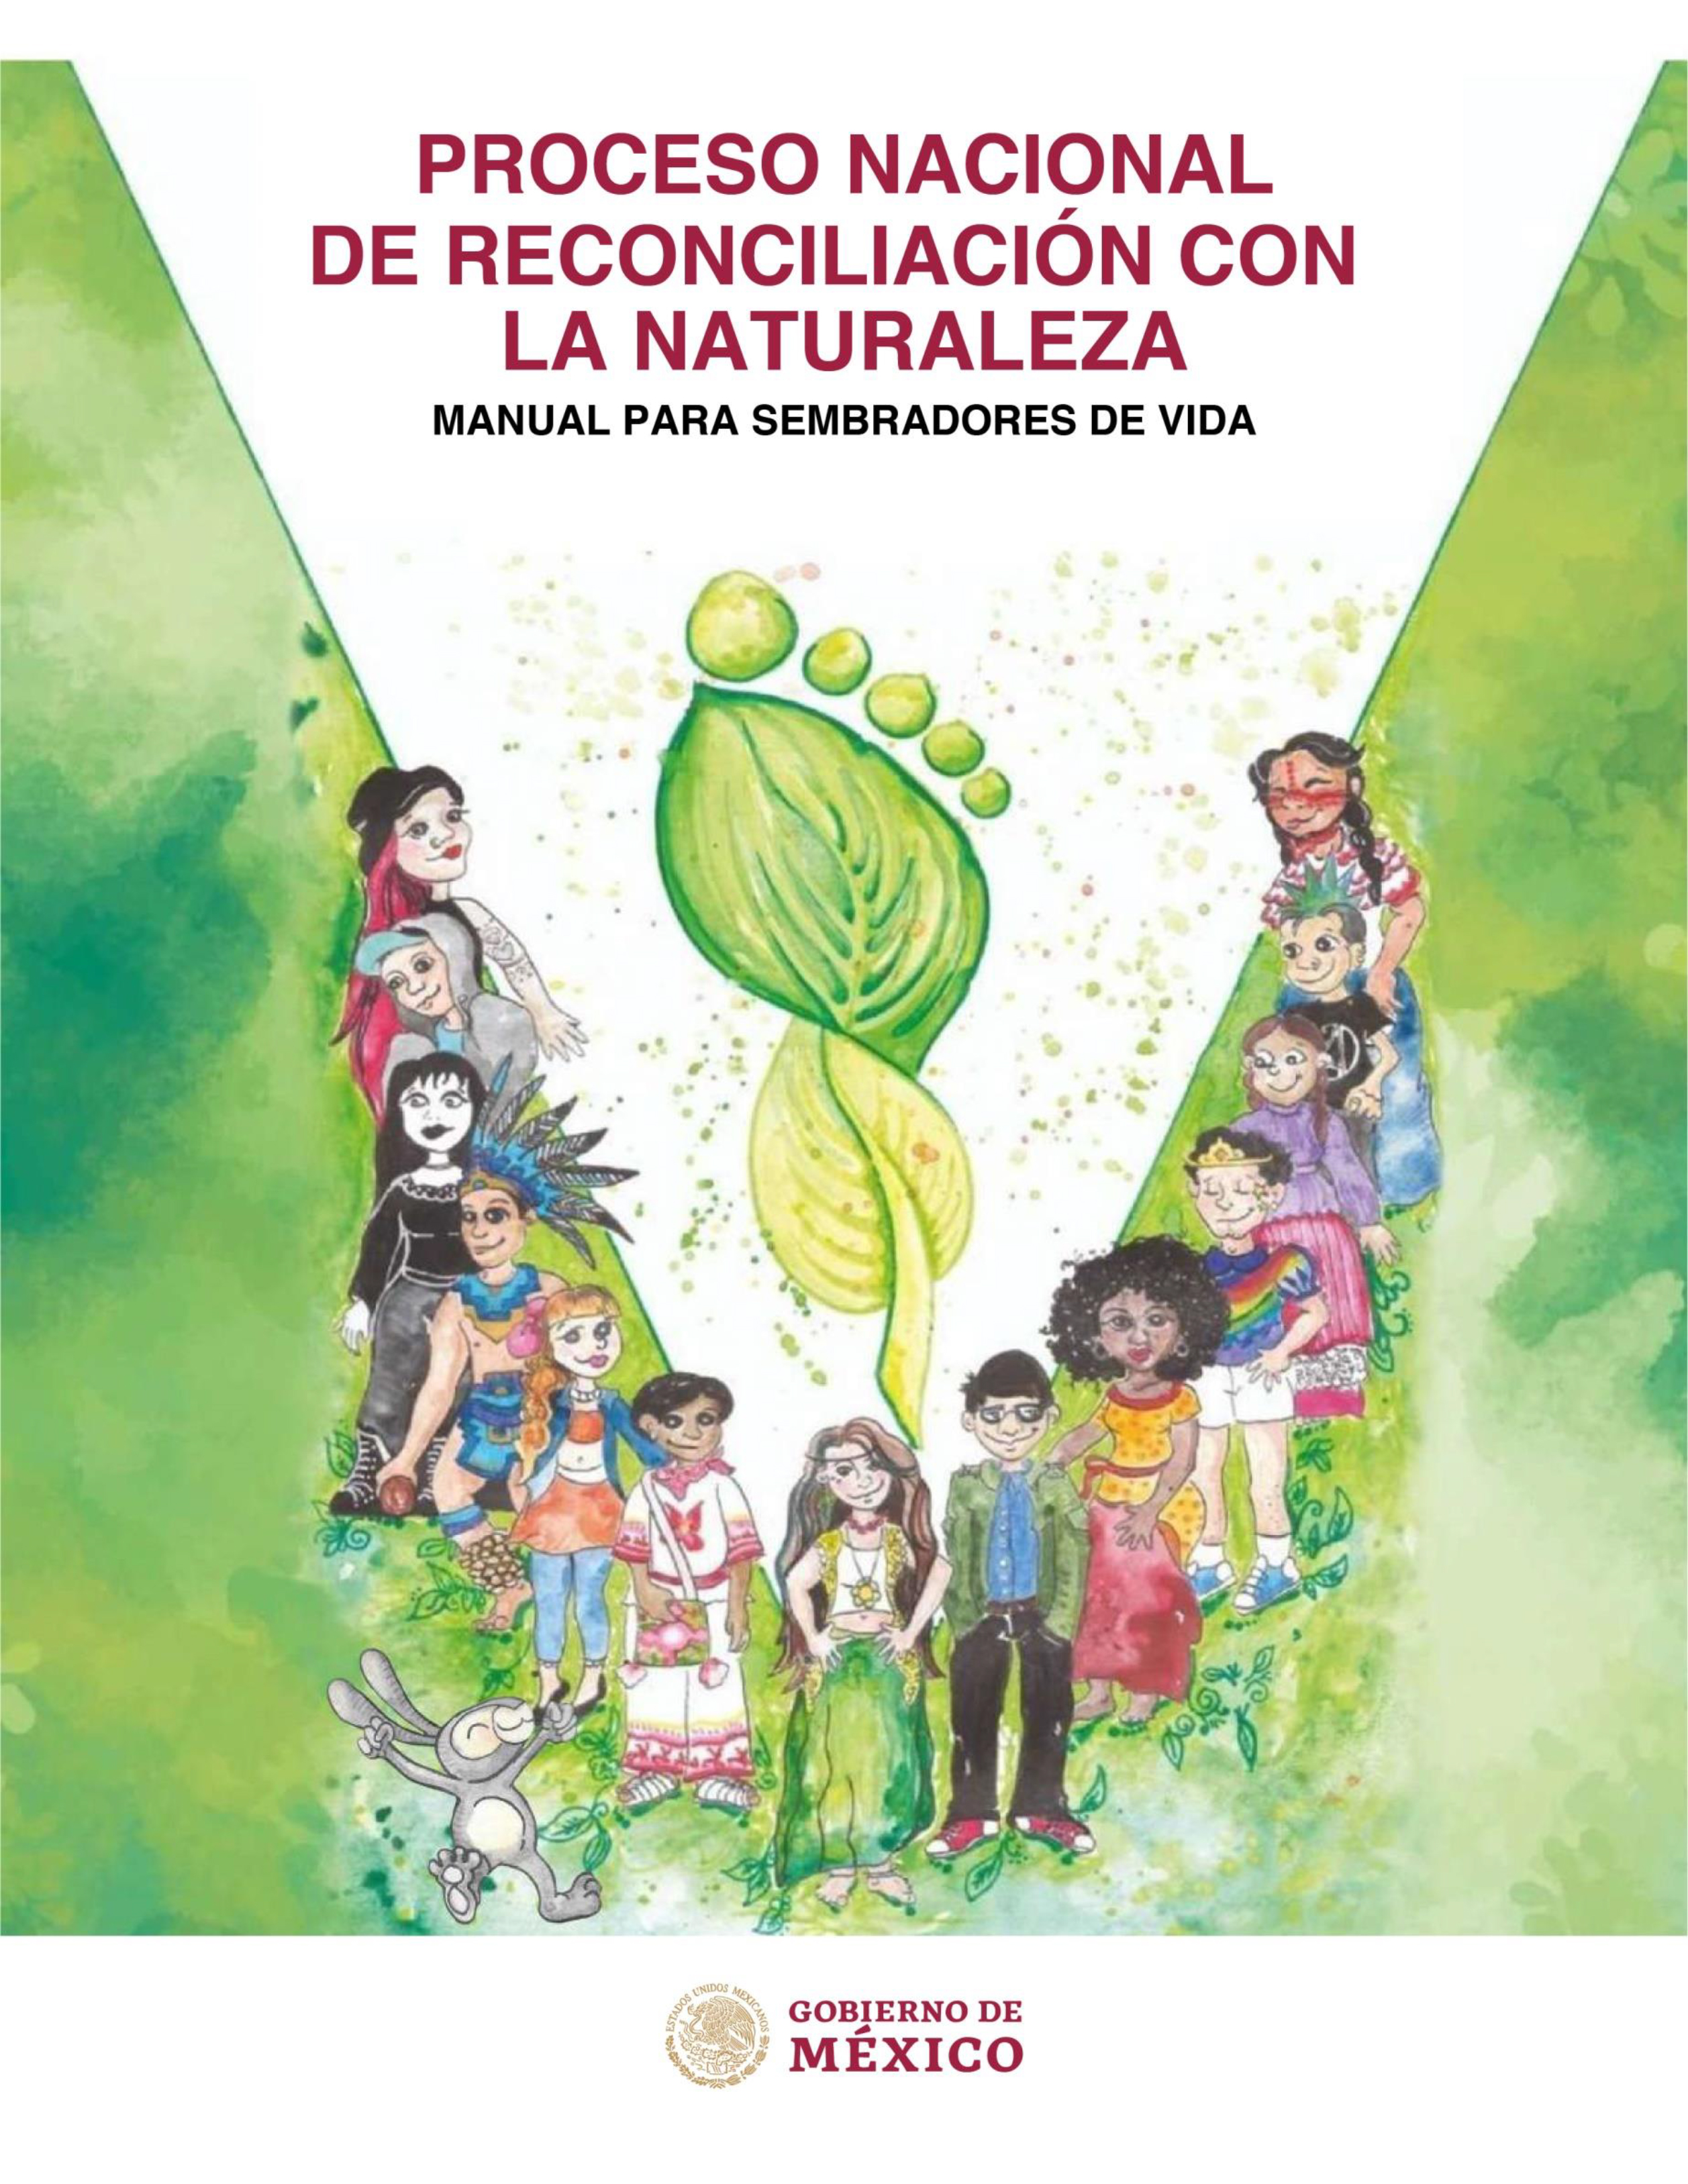 PROCESO NACIONAL
DE RECONCILIACIÓN CON
LA NATURALEZA
MANUAL PARA SEMBRADORES DE VIDA
ESTADOS UNIDOS MEXICANOS
GOBIERNO DE
MÉXICO